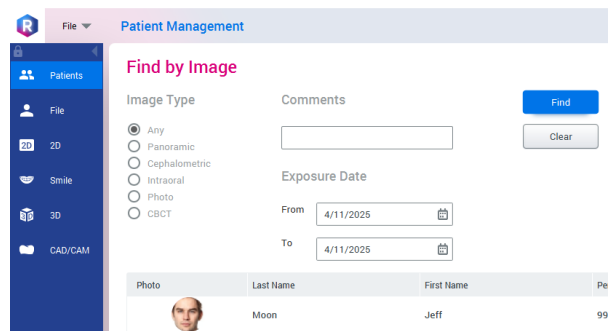 R File Patient Management
Patients
File
2D 2D
Smile
3D
CAD/CAM
Find by Image
Image Type
Any
Panoramic
Cephalometric
Intraoral
Photo
CBCT
Comments
Exposure Date
From 4/11/2025
To 4/11/2025
Find
Clear
Photo Last Name First Name Pe
Moon Jeff 99